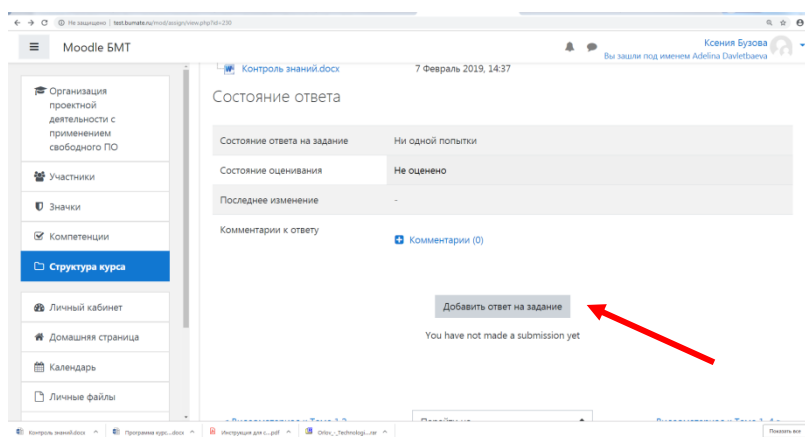 Не защищено | test.bumate.ru/mod/assign/view.php?id=230
Moodle БМТ
Ксения Бузова
Вы зашли под именем Adelina Davletbaeva
Контроль знаний.docx 7 Февраль 2019, 14:37
Организация
проектной
деятельности с
применением
свободного ПО
Участники
Значки
Компетенции
Структура курса
Личный кабинет
Домашняя страница
Календарь
Личные файлы
Состояние ответа
Состояние ответа на задание Ни одной попытки
Состояние оценивания Не оценено
Последнее изменение -
Комментарии к ответу
Комментарии (0)
Добавить ответ на задание
You have not made a submission yet
Контроль знаний.docx Программа курс...docx Инструкция для с...pdf Orlov_-_Technologi...rar Показать все